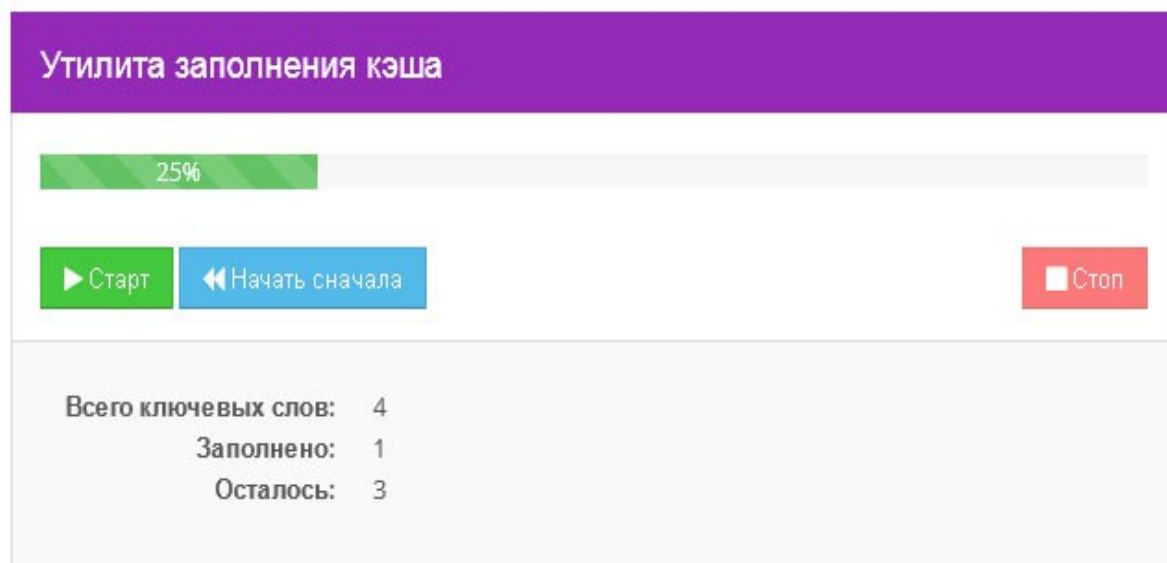 Утилита заполнения кэша
25%
Старт Начать сначала Стоп
Всего ключевых слов: 4
Заполнено: 1
Осталось: 3